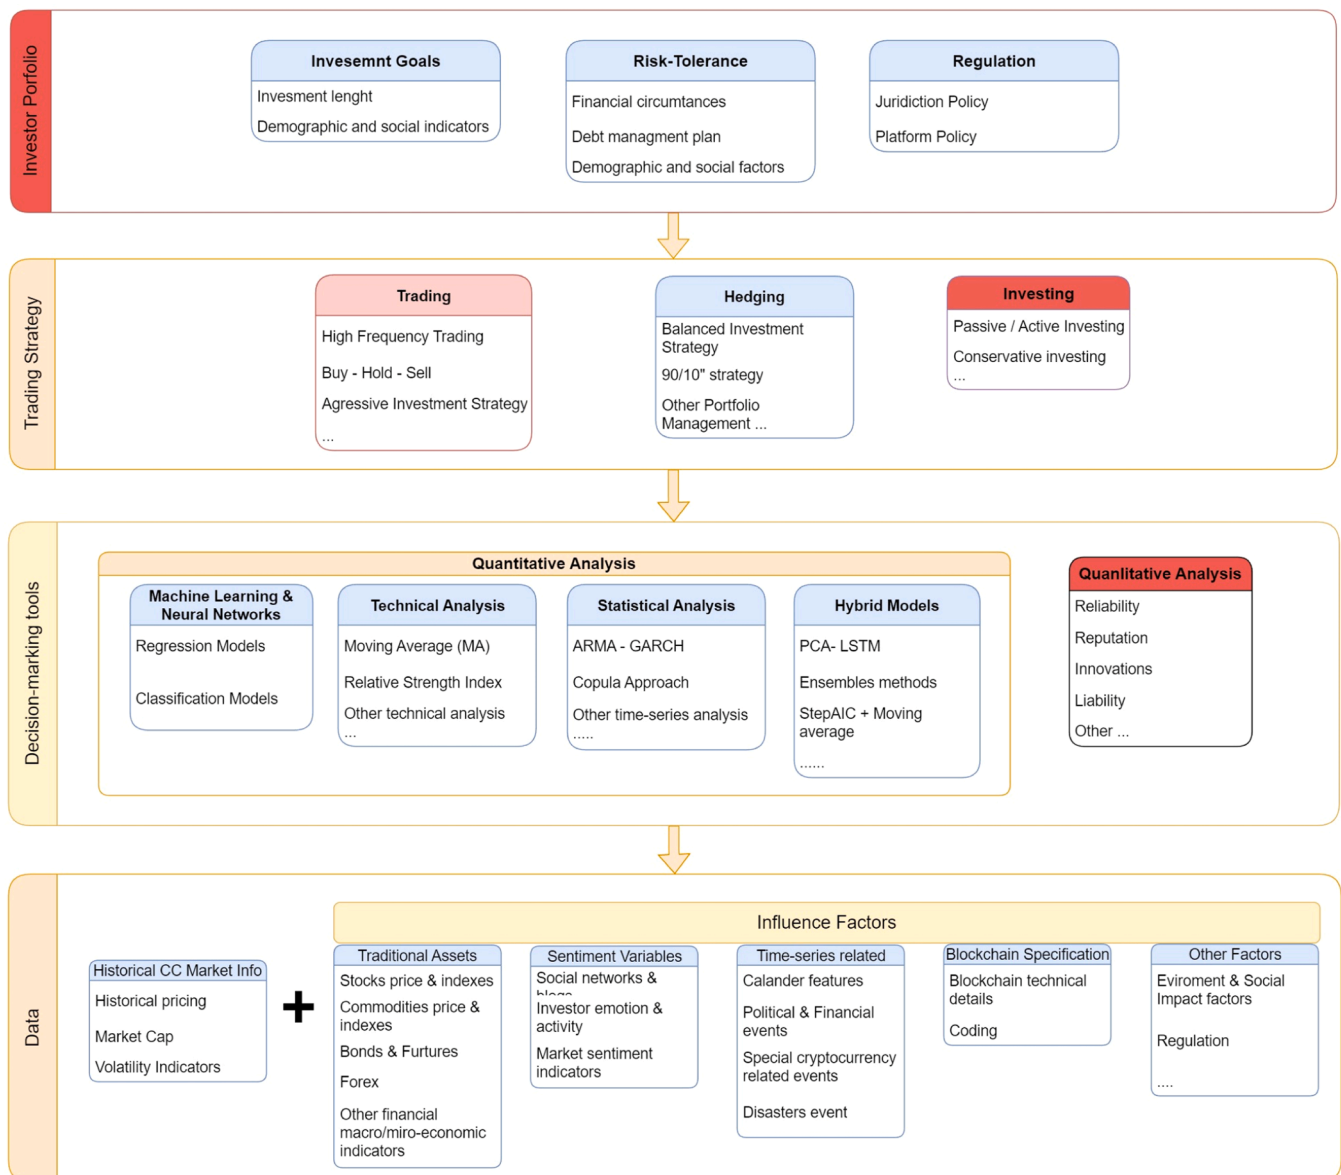 Investor Porfolio
Invesemnt Goals
Invesment lenght
Demographic and social indicators
Risk-Tolerance
Financial circumtances
Debt managment plan
Demographic and social factors
Regulation
Juridiction Policy
Platform Policy
Trading Strategy
Trading
High Frequency Trading
Buy - Hold - Sell
Agressive Investment Strategy
...
Hedging
Balanced Investment
Strategy
90/10" strategy
Other Portfolio
Management ...
Investing
Passive / Active Investing
Conservative investing
...
Decision-marking tools
Quantitative Analysis
Machine Learning &
Neural Networks
Regression Models
Classification Models
Technical Analysis
Moving Average (MA)
Relative Strength Index
Other technical analysis
...
Statistical Analysis
ARMA - GARCH
Copula Approach
Other time-series analysis
.....
Hybrid Models
PCA- LSTM
Ensembles methods
StepAIC + Moving
average
......
Quanlitative Analysis
Reliability
Reputation
Innovations
Liability
Other ...
Data
Historical CC Market Info
Historical pricing
Market Cap
Volatility Indicators
+
Influence Factors
Traditional Assets
Stocks price & indexes
Commodities price &
indexes
Bonds & Furtures
Forex
Other financial
macro/miro-economic
indicators
Sentiment Variables
Social networks &
Investor emotion &
activity
Market sentiment
indicators
Time-series related
Calander features
Political & Financial
events
Special cryptocurrency
related events
Disasters event
Blockchain Specification
Blockchain technical
details
Coding
Other Factors
Eviroment & Social
Impact factors
Regulation
....